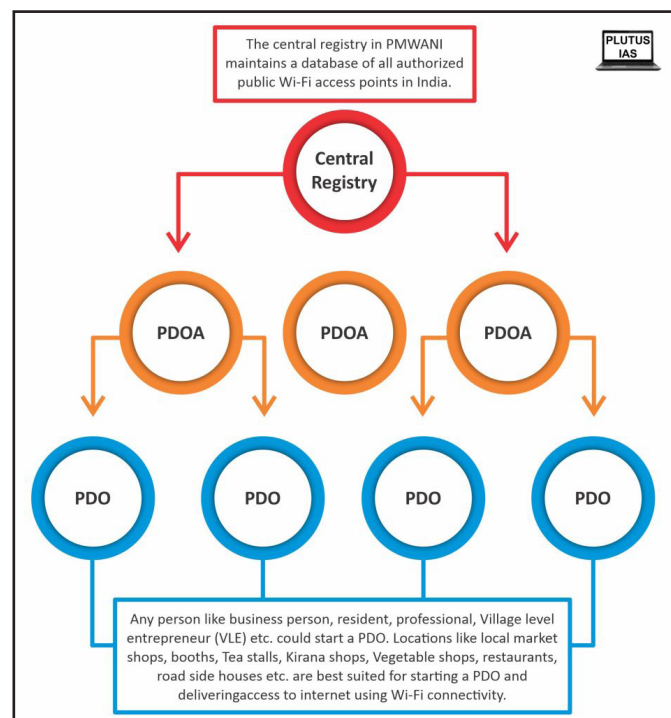 The central registry in PMWANI
maintains a database of all authorized
public Wi-Fi access points in India.
PLUTUS
IAS
Central
Registry
PDOA
PDOA
PDOA
PDO
PDO
PDO
PDO
Any person like business person, resident, professional, Village level
entrepreneur (VLE) etc. could start a PDO. Locations like local market
shops, booths, Tea stalls, Kirana shops, Vegetable shops, restaurants,
road side houses etc. are best suited for starting a PDO and
deliveringaccess to internet using Wi-Fi connectivity.